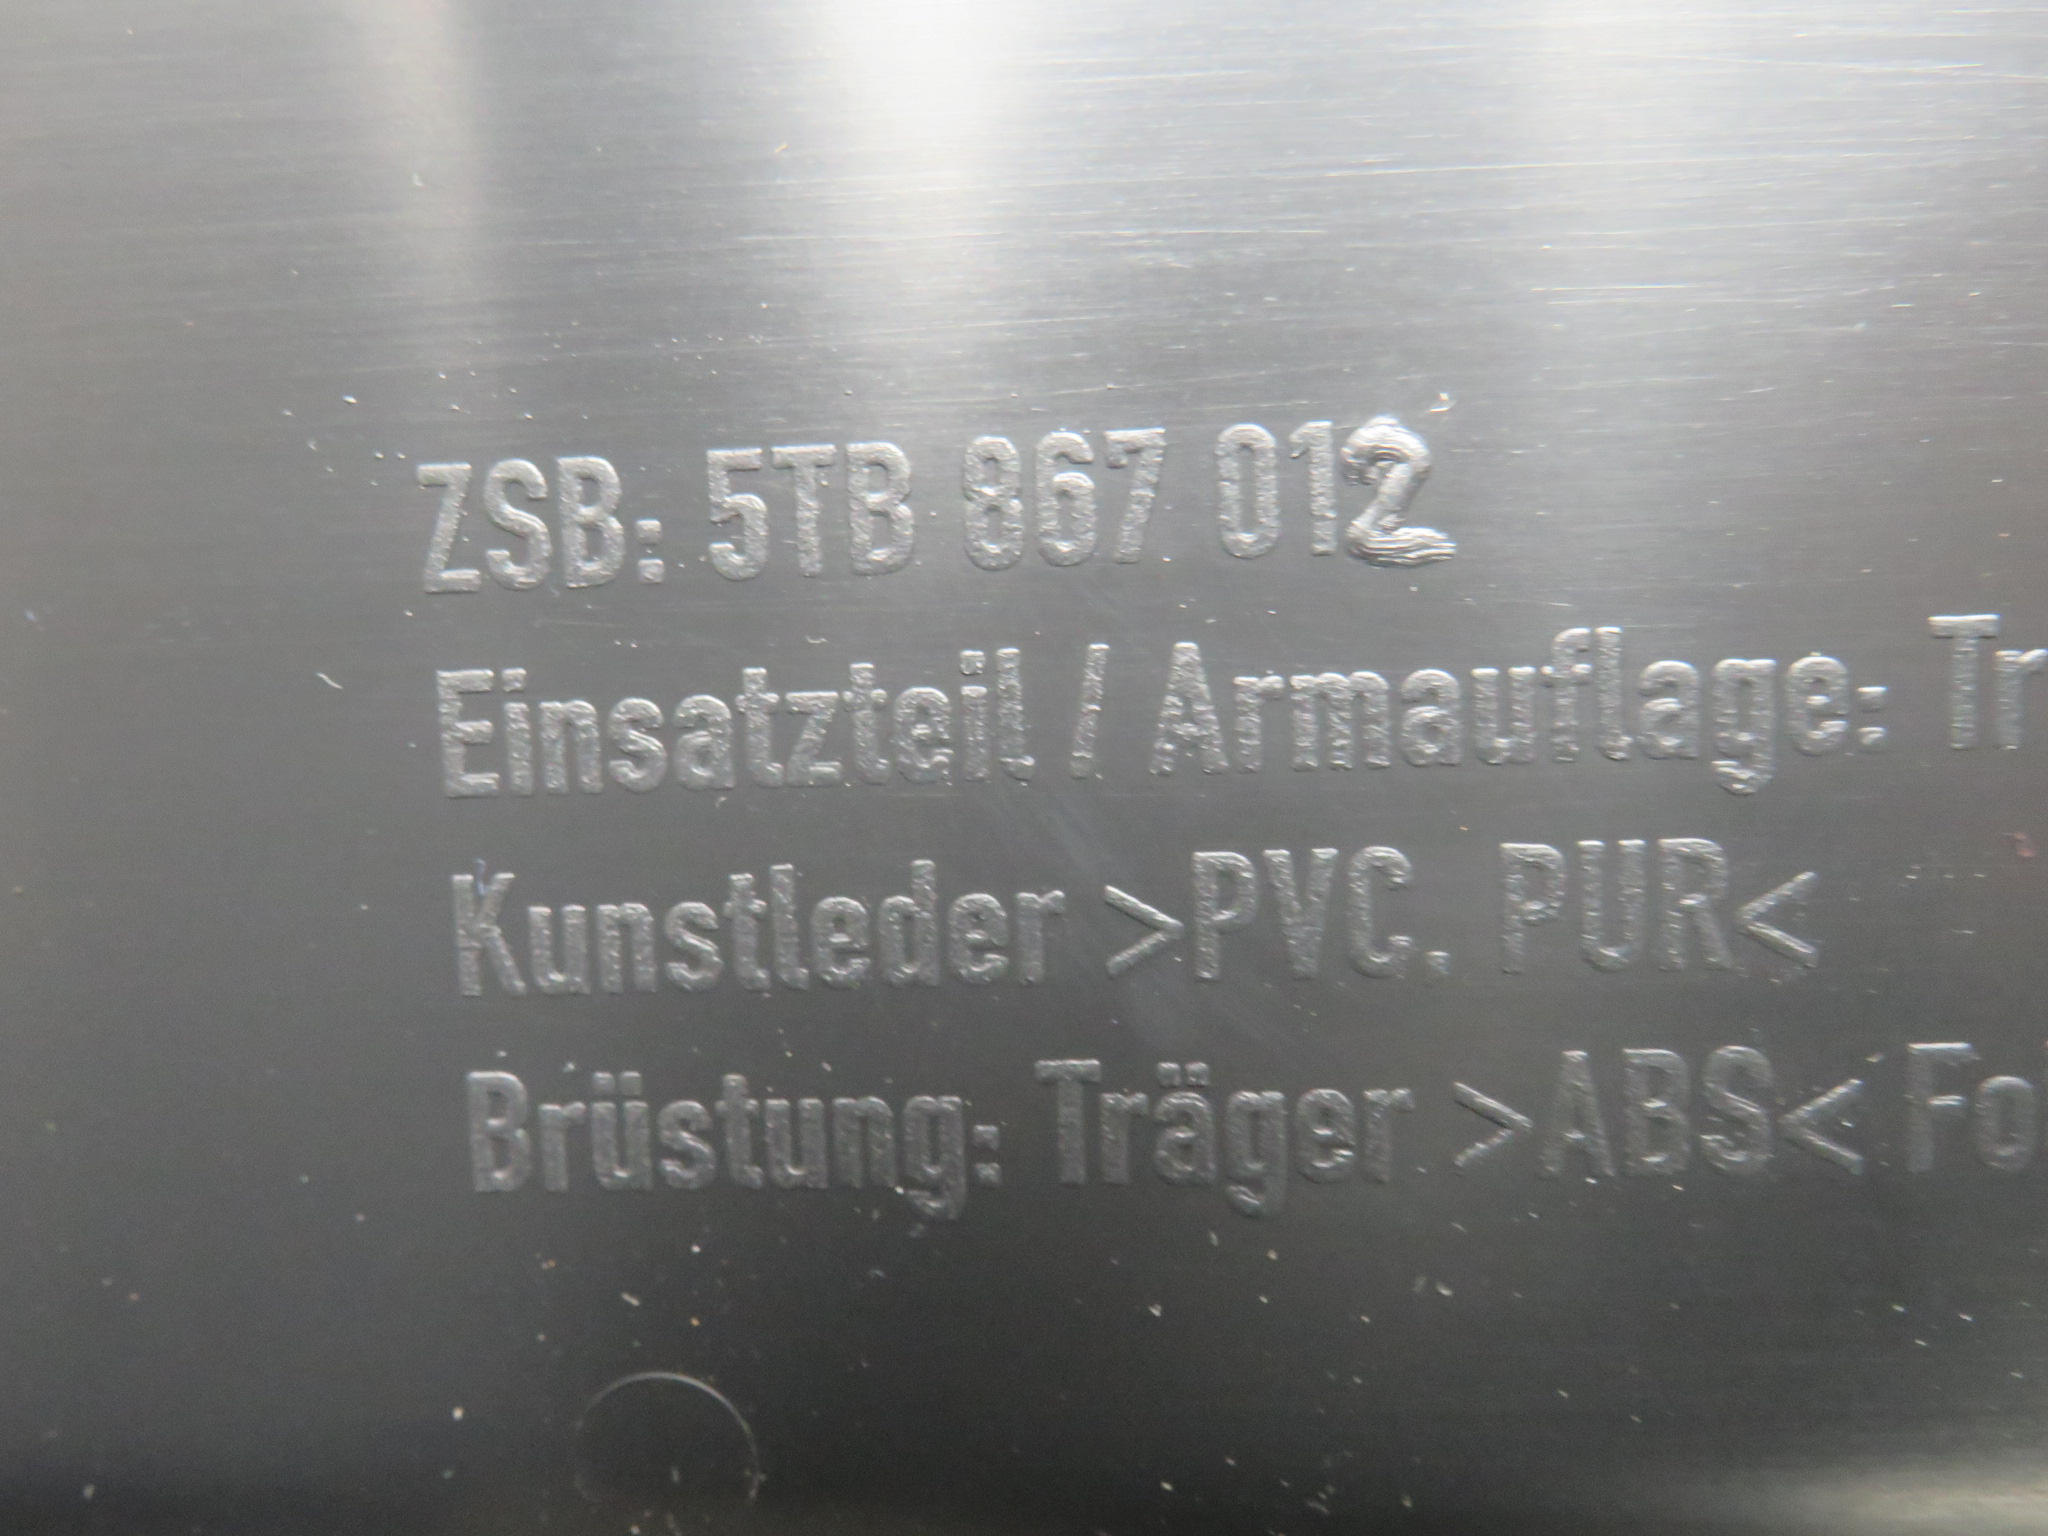 ZSB: 5TB 867 012
Einsatzteil / Armauflage: Tr
Kunstleder >PVC. PUR<
Brüstung: Träger >ABS< Fo